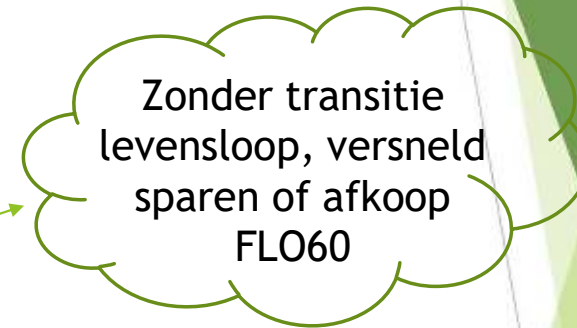 Zonder transitie
levensloop, versneld
sparen of afkoop
FLO60